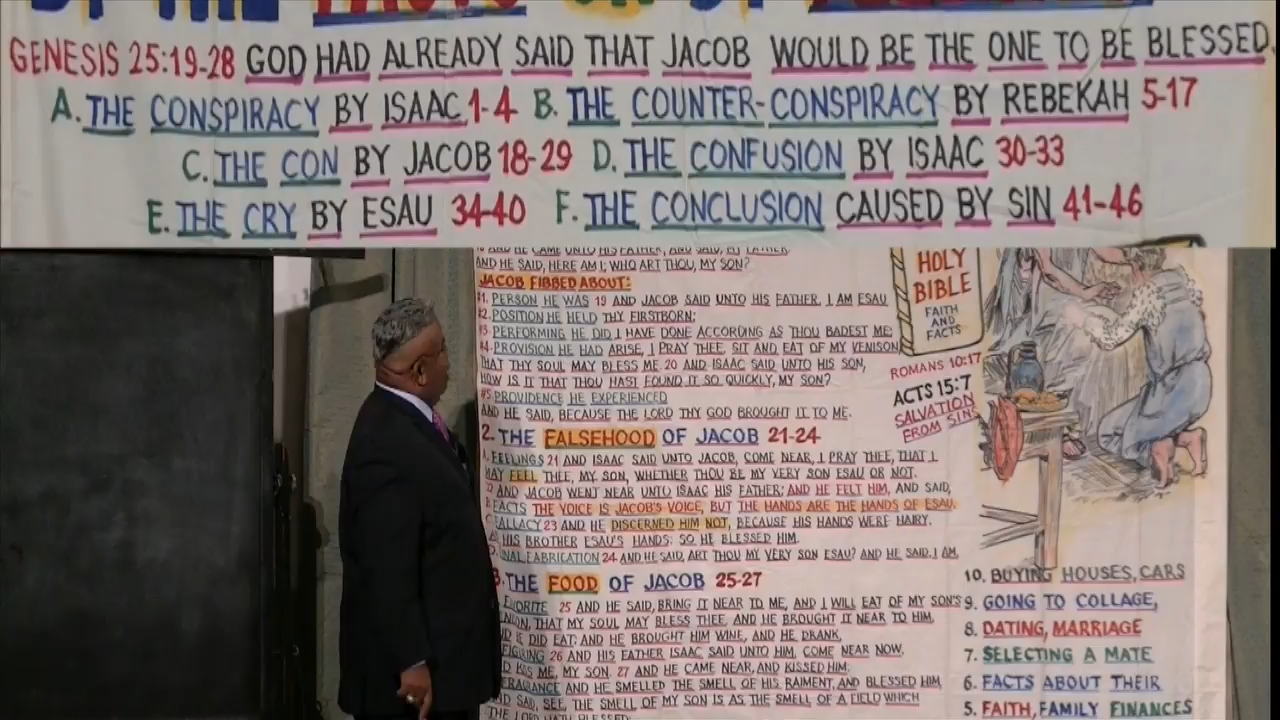 GENESIS 25:19-28 GOD HAD ALREADY SAID THAT JACOB WOULD BE THE ONE TO BE BLESSED
A. THE CONSPIRACY BY ISAAC 1-4 B. THE COUNTER-CONSPIRACY BY REBEKAH 5-17
C. THE CON BY JACOB 18-29 D. THE CONFUSION BY ISAAC 30-33
E. THE CRY BY ESAU 34-40 F. THE CONCLUSION CAUSED BY SIN 41-46
AND HE CAME UNTO HIS FATHER, AND SAID, MY FATHER:
AND HE SAID, HERE AM I; WHO ART THOU, MY SON?
JACOB FIBBED ABOUT:
#1. PERSON HE WAS 19 AND JACOB SAID UNTO HIS FATHER, I AM ESAU
#2. POSITION HE HELD THY FIRSTBORN;
#3. PERFORMING HE DID I HAVE DONE ACCORDING AS THOU BADEST ME:
#4. PROVISION HE HAD ARISE, I PRAY THEE, SIT AND EAT OF MY VENISON,
THAT THY SOUL MAY BLESS ME. 20 AND ISAAC SAID UNTO HIS SON,
HOW IS IT THAT THOU HAST FOUND IT SO QUICKLY, MY SON?
#5 PROVIDENCE HE EXPERIENCED
AND HE SAID, BECAUSE THE LORD THY GOD BROUGHT IT TO ME.
2. THE FALSEHOOD OF JACOB 21-24
FEELINGS 21 AND ISAAC SAID UNTO JACOB, COME NEAR, I PRAY THEE, THAT I
MAY FEEL THEE, MY SON, WHETHER THOU BE MY VERY SON ESAU OR NOT.
AND JACOB WENT NEAR UNTO ISAAC HIS FATHER; AND HE FELT HIM, AND SAID,
FACTS THE VOICE IS JACOB'S VOICE, BUT THE HANDS ARE THE HANDS OF ESAU.
FALLACY 23 AND HE DISCERNED HIM NOT, BECAUSE HIS HANDS WERE HAIRY,
AS HIS BROTHER ESAU'S HANDS: SO HE BLESSED HIM.
FABRICATION 24 AND HE SAID, ART THOU MY VERY SON ESAU? AND HE SAID, I AM.
3. THE FOOD OF JACOB 25-27
25 AND HE SAID, BRING IT NEAR TO ME, AND I WILL EAT OF MY SON'S
THAT MY SOUL MAY BLESS THEE. AND HE BROUGHT IT NEAR TO HIM,
DID EAT: AND HE BROUGHT HIM WINE, AND HE DRANK,
26 AND HIS FATHER ISAAC SAID UNTO HIM, COME NEAR NOW,
KISS ME, MY SON. 27 AND HE CAME NEAR, AND KISSED HIM:
AND HE SMELLED THE SMELL OF HIS RAIMENT, AND BLESSED HIM,
SAID, SEE, THE SMELL OF MY SON IS AS THE SMELL OF A FIELD WHICH
THE LORD HATH BLESSED:
HOLY
BIBLE
FAITH
AND
FACTS
ROMANS 10:17
ACTS 15:7
SALVATION
FROM SINS
10. BUYING HOUSES, CARS
9. GOING TO COLLAGE,
8. DATING, MARRIAGE
7. SELECTING A MATE
6. FACTS ABOUT THEIR
5. FAITH, FAMILY FINANCES